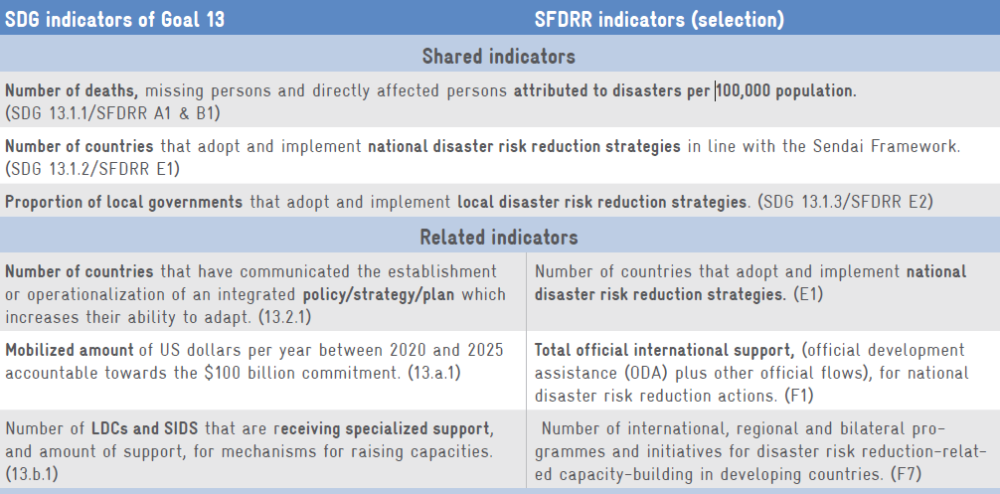 SDG indicators of Goal 13
SFDRR indicators (selection)
Shared indicators
Number of deaths, missing persons and directly affected persons attributed to disasters per 100,000 population.
(SDG 13.1.1/SFDRR A1 & B1)
Number of countries that adopt and implement national disaster risk reduction strategies in line with the Sendai Framework.
(SDG 13.1.2/SFDRR E1)
Proportion of local governments that adopt and implement local disaster risk reduction strategies. (SDG 13.1.3/SFDRR E2)
Related indicators
Number of countries that have communicated the establishment
or operationalization of an integrated policy/strategy/plan which
increases their ability to adapt. (13.2.1)
Number of countries that adopt and implement national
disaster risk reduction strategies. (E1)
Mobilized amount of US dollars per year between 2020 and 2025
accountable towards the $100 billion commitment. (13.a.1)
Total official international support, (official development
assistance (ODA) plus other official flows), for national
disaster risk reduction actions. (F1)
Number of LDCs and SIDS that are receiving specialized support,
and amount of support, for mechanisms for raising capacities.
(13.b.1)
Number of international, regional and bilateral pro-
grammes and initiatives for disaster risk reduction-relat-
ed capacity-building in developing countries. (F7)